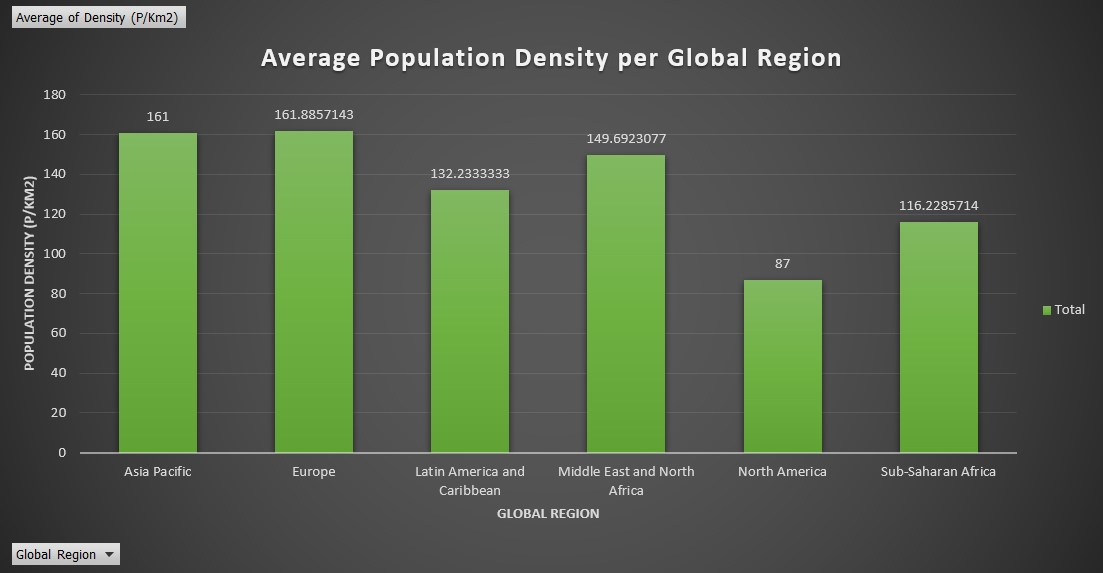 Average of Density (P/Km2)
Average Population Density per Global Region
POPULATION DENSITY (P/KM2)
180
160
140
120
100
80
60
40
20
0
161
161.8857143
132.2333333
149.6923077
87
116.2285714
Total
Asia Pacific
Europe
Latin America and
Caribbean
Middle East and North
Africa
North America
Sub-Saharan Africa
GLOBAL REGION
Global Region